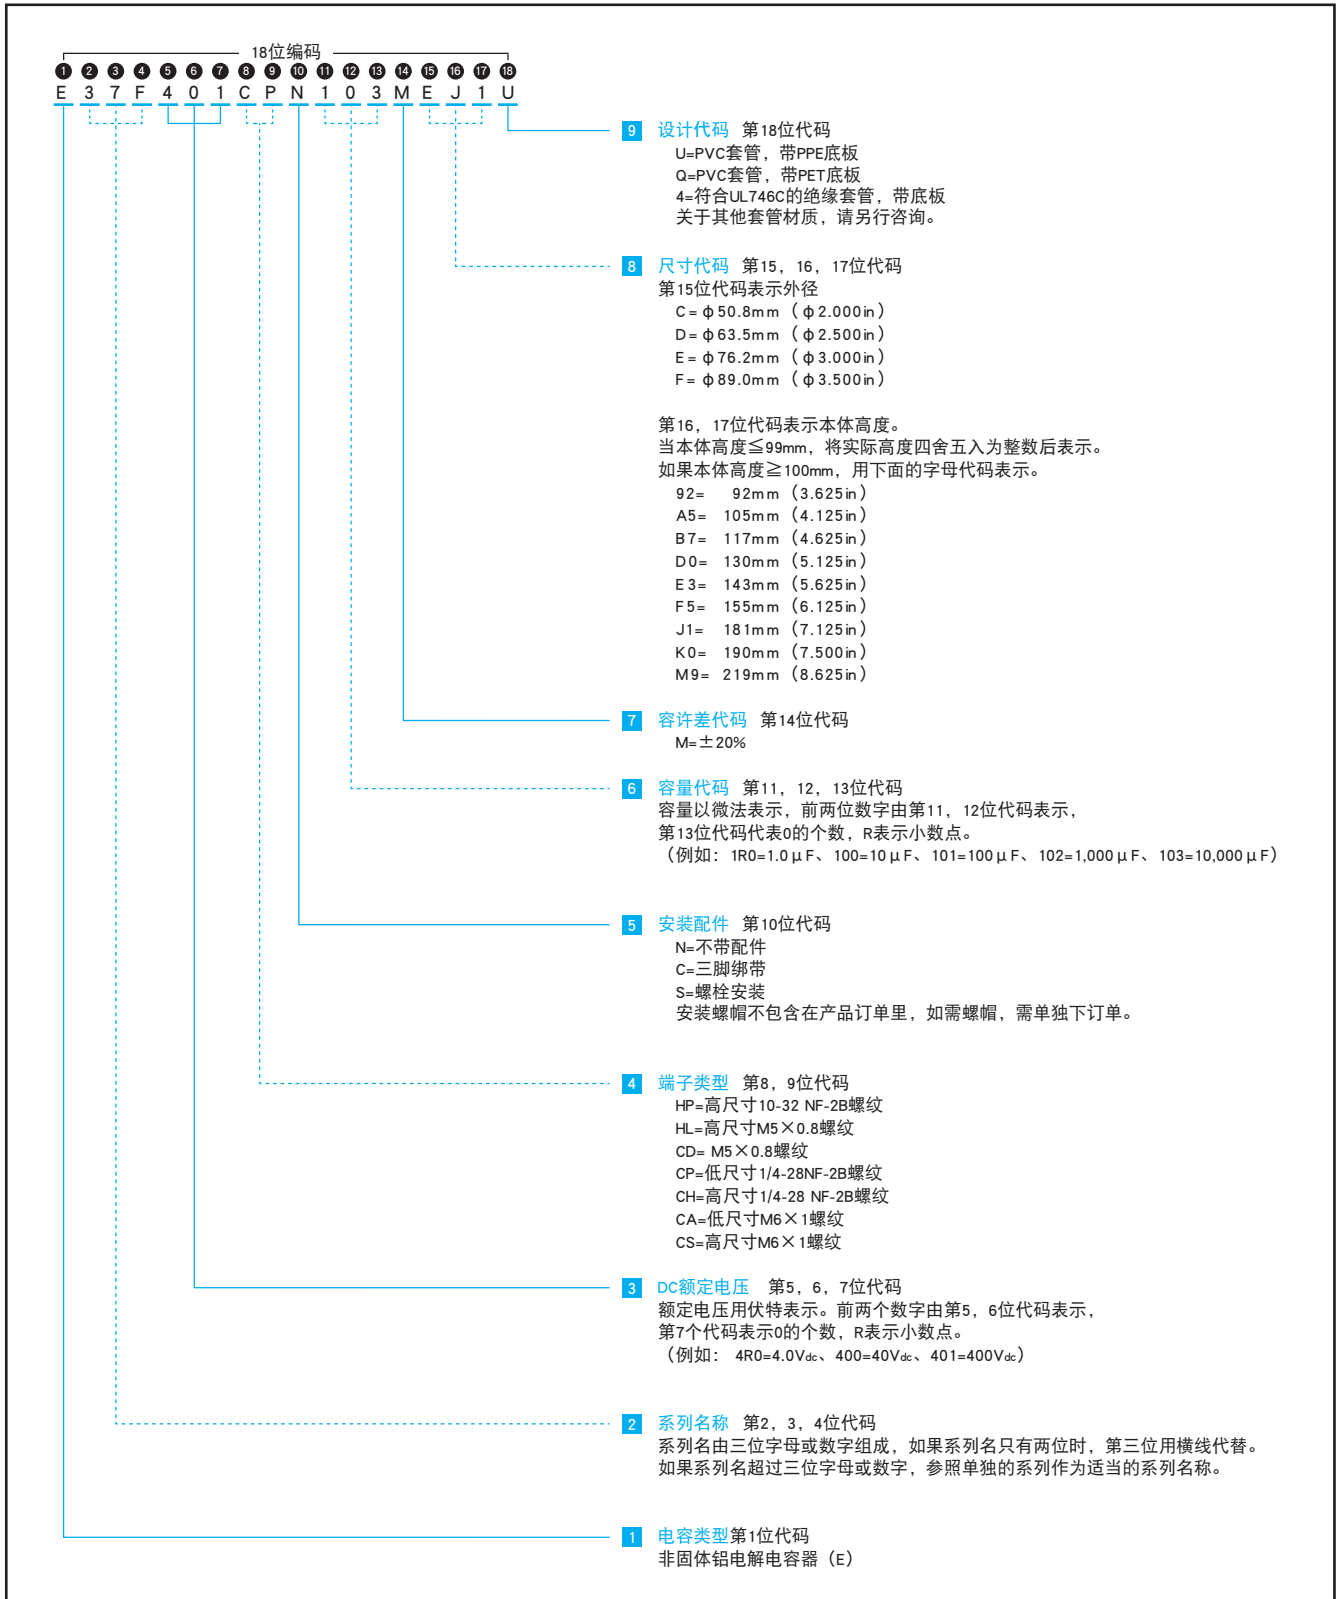 18位编码
1 2 3 4 5 6 7 8 9 10 11 12 13 14 15 16 17 18
E 3 7 F 4 0 1 C P N 1 0 3 M E J 1 U
9 设计代码 第18位代码
U=PVC套管，带PPE底板
Q=PVC套管，带PET底板
4=符合UL746C的绝缘套管，带底板
关于其他套管材质，请另行咨询。
8 尺寸代码 第15，16，17位代码
第15位代码表示外径
C=φ50.8mm（φ2.000in）
D=φ63.5mm（φ2.500in）
E=φ76.2mm（φ3.000in）
F=φ89.0mm（φ3.500in）
第16，17位代码表示本体高度。
当本体高度≦99mm，将实际高度四舍五入为整数后表示。
如果本体高度≧100mm，用下面的字母代码表示。
92= 92mm（3.625in）
A5= 105mm（4.125in）
B7= 117mm（4.625in）
D0= 130mm（5.125in）
E3= 143mm（5.625in）
F5= 155mm（6.125in）
J1= 181mm（7.125in）
K0= 190mm（7.500in）
M9= 219mm（8.625in）
7 容许差代码 第14位代码
M=±20%
6 容量代码 第11，12，13位代码
容量以微法表示，前两位数字由第11，12位代码表示，
第13位代码代表0的个数，R表示小数点。
（例如： 1R0=1.0μF、100=10μF、101=100μF、102=1,000μF、103=10,000μF）
5 安装配件 第10位代码
N=不带配件
C=三脚绑带
S=螺栓安装
安装螺帽不包含在产品订单里，如需螺帽，需单独下订单。
4 端子类型 第8，9位代码
HP=高尺寸10-32 NF-2B螺纹
HL=高尺寸M5×0.8螺纹
CD= M5×0.8螺纹
CP=低尺寸1/4-28NF-2B螺纹
CH=高尺寸1/4-28 NF-2B螺纹
CA=低尺寸M6×1螺纹
CS=高尺寸M6×1螺纹
3 DC额定电压 第5，6，7位代码
额定电压用伏特表示。前两个数字由第5，6位代码表示，
第7个代码表示0的个数，R表示小数点。
（例如： 4R0=4.0Vdc、400=40Vdc、401=400Vdc）
2 系列名称 第2，3，4位代码
系列名由三位字母或数字组成，如果系列名只有两位时，第三位用横线代替。
如果系列名超过三位字母或数字，参照单独的系列作为适当的系列名称。
1 电容类型第1位代码
非固体铝电解电容器（E）